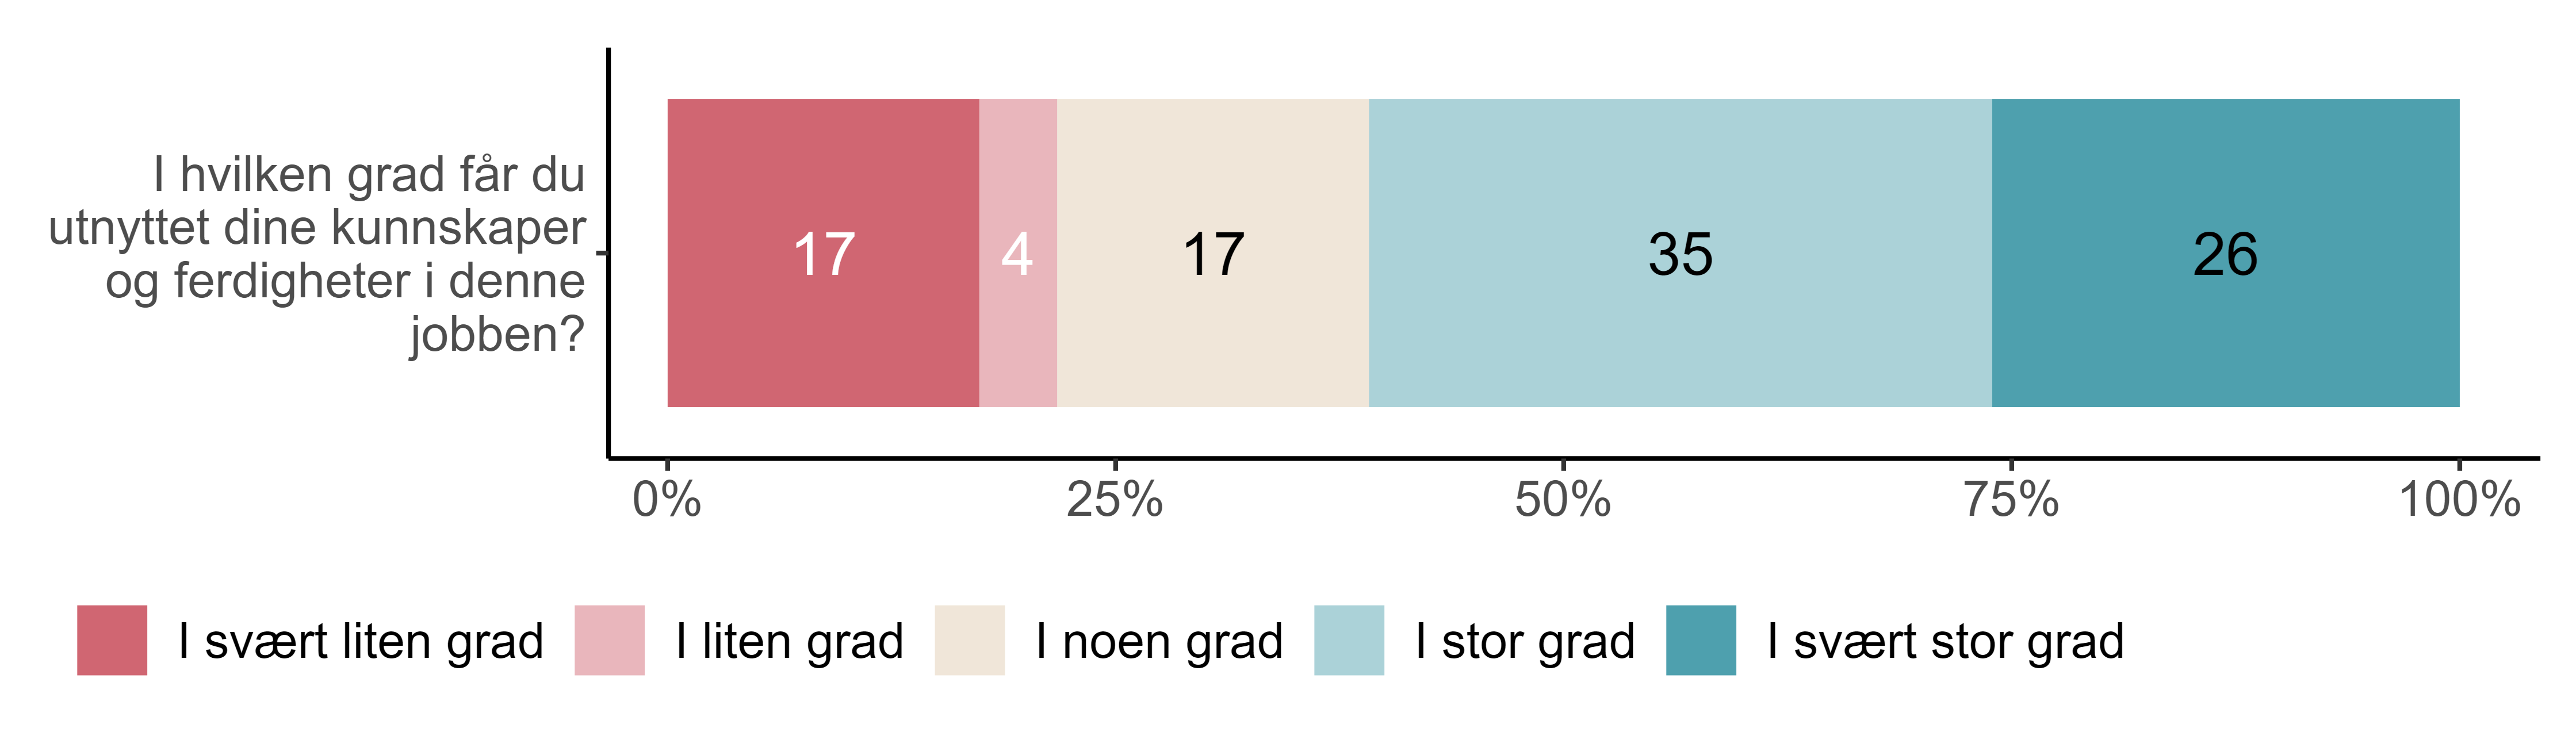 I hvilken grad får du
utnyttet dine kunnskaper
og ferdigheter i denne
jobben?
17 4 17 35 26
0% 25% 50% 75% 100%
I svært liten grad I liten grad I noen grad I stor grad I svært stor grad